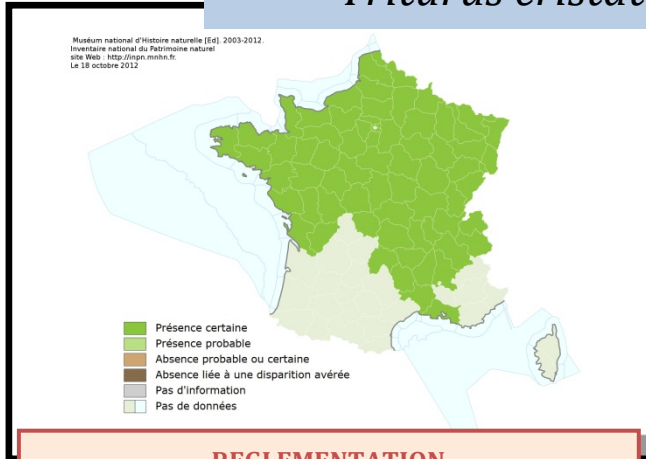 Muséum national d'Histoire naturelle [Ed]. 2003-2012.
Inventaire national du Patrimoine naturel
site Web : http://inpn.mnhn.fr.
Le 18 octobre 2012
Présence certaine
Présence probable
Absence probable ou certaine
Absence liée à une disparition avérée
Pas d'information
Pas de données
REGLEMENTATION